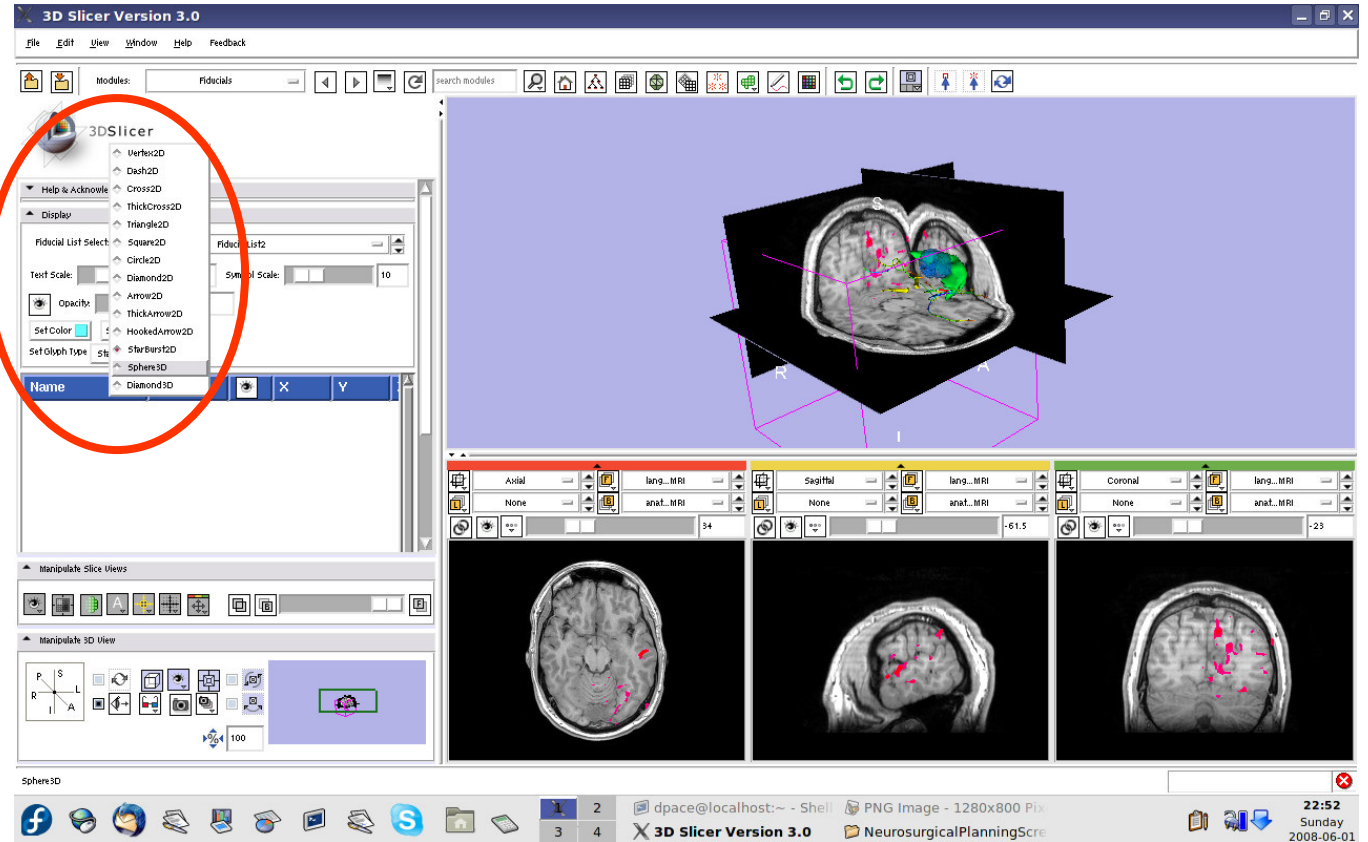 3D Slicer Version 3.0
File Edit View Window Help Feedback
Modules: Fiducials search modules
3DSlicer
Vertex2D
Dash2D
Cross2D
ThickCross2D
Triangle2D
Square2D
Circle2D
Diamond2D
Arrow2D
ThickArrow2D
HookedArrow2D
StarBurst2D
Sphere3D
Diamond3D
Help & Acknowle
Display
Fiducial List Select
Text Scale: Symbol Scale: 10
Opacity:
Set Color
Set Glyph Type Sta
Name X Y
Manipulate Slice Views
Manipulate 3D View
P S
R L
I A
100
S
R A
I
Axial lang...MRI
None anat...MRI
34
Sagittal lang...MRI
None anat...MRI
-61.5
Coronal lang...MRI
None anat...MRI
-23
Sphere3D
2
3 4
dpace@localhost:~ - Shell
PNG Image - 1280x800 Pix
3D Slicer Version 3.0
NeurosurgicalPlanningScre
22:52
Sunday
2008-06-01